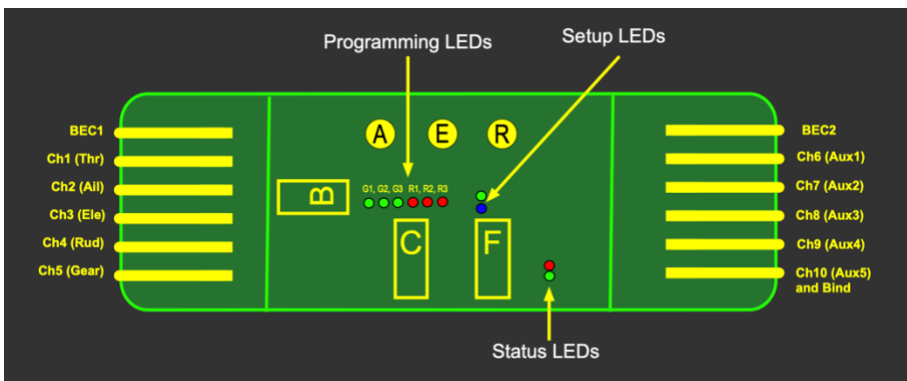 Programming LEDs
Setup LEDs
BEC1
Ch1 (Thr)
Ch2 (Ail)
Ch3 (Ele)
Ch4 (Rud)
Ch5 (Gear)
A E R
B
G1, G2, G3 R1, R2, R3
C
F
BEC2
Ch6 (Aux1)
Ch7 (Aux2)
Ch8 (Aux3)
Ch9 (Aux4)
Ch10 (Aux5)
and Bind
Status LEDs